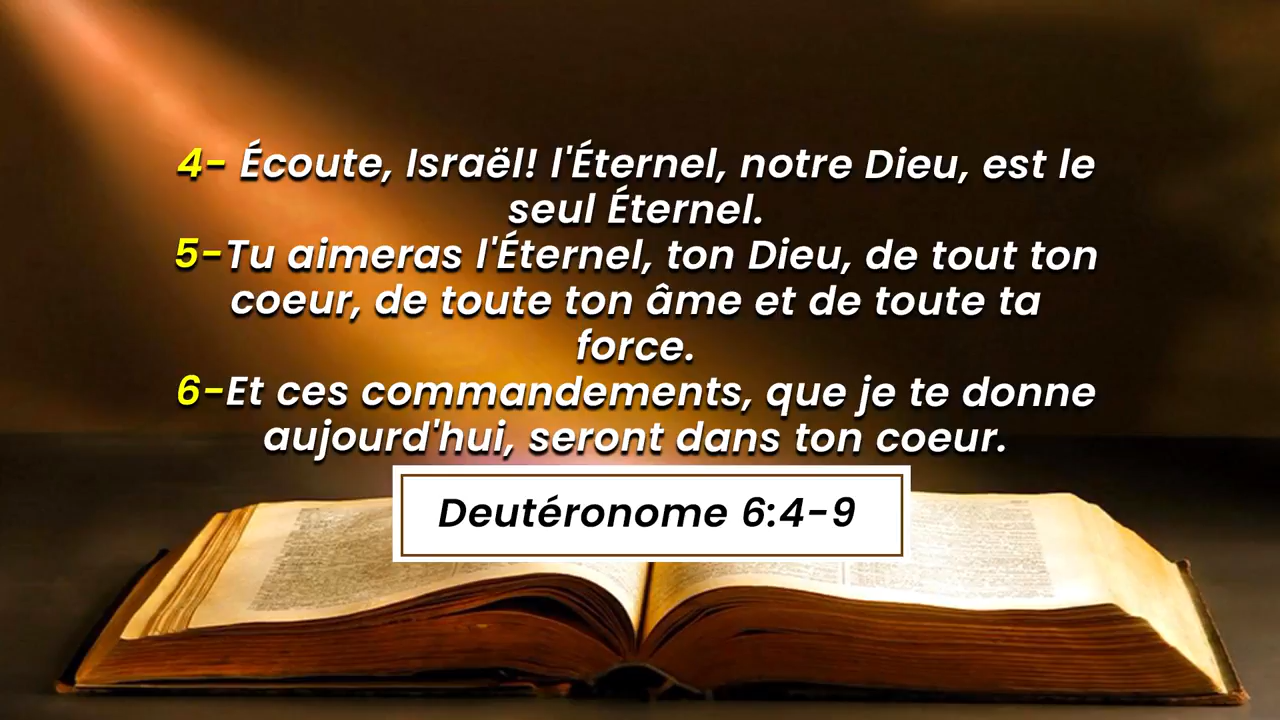 4- Écoute, Israël! l'Éternel, notre Dieu, est le
seul Éternel.
5-Tu aimeras l'Éternel, ton Dieu, de tout ton
coeur, de toute ton âme et de toute ta
force.
6-Et ces commandements, que je te donne
aujourd'hui, seront dans ton coeur.
Deutéronome 6:4-9